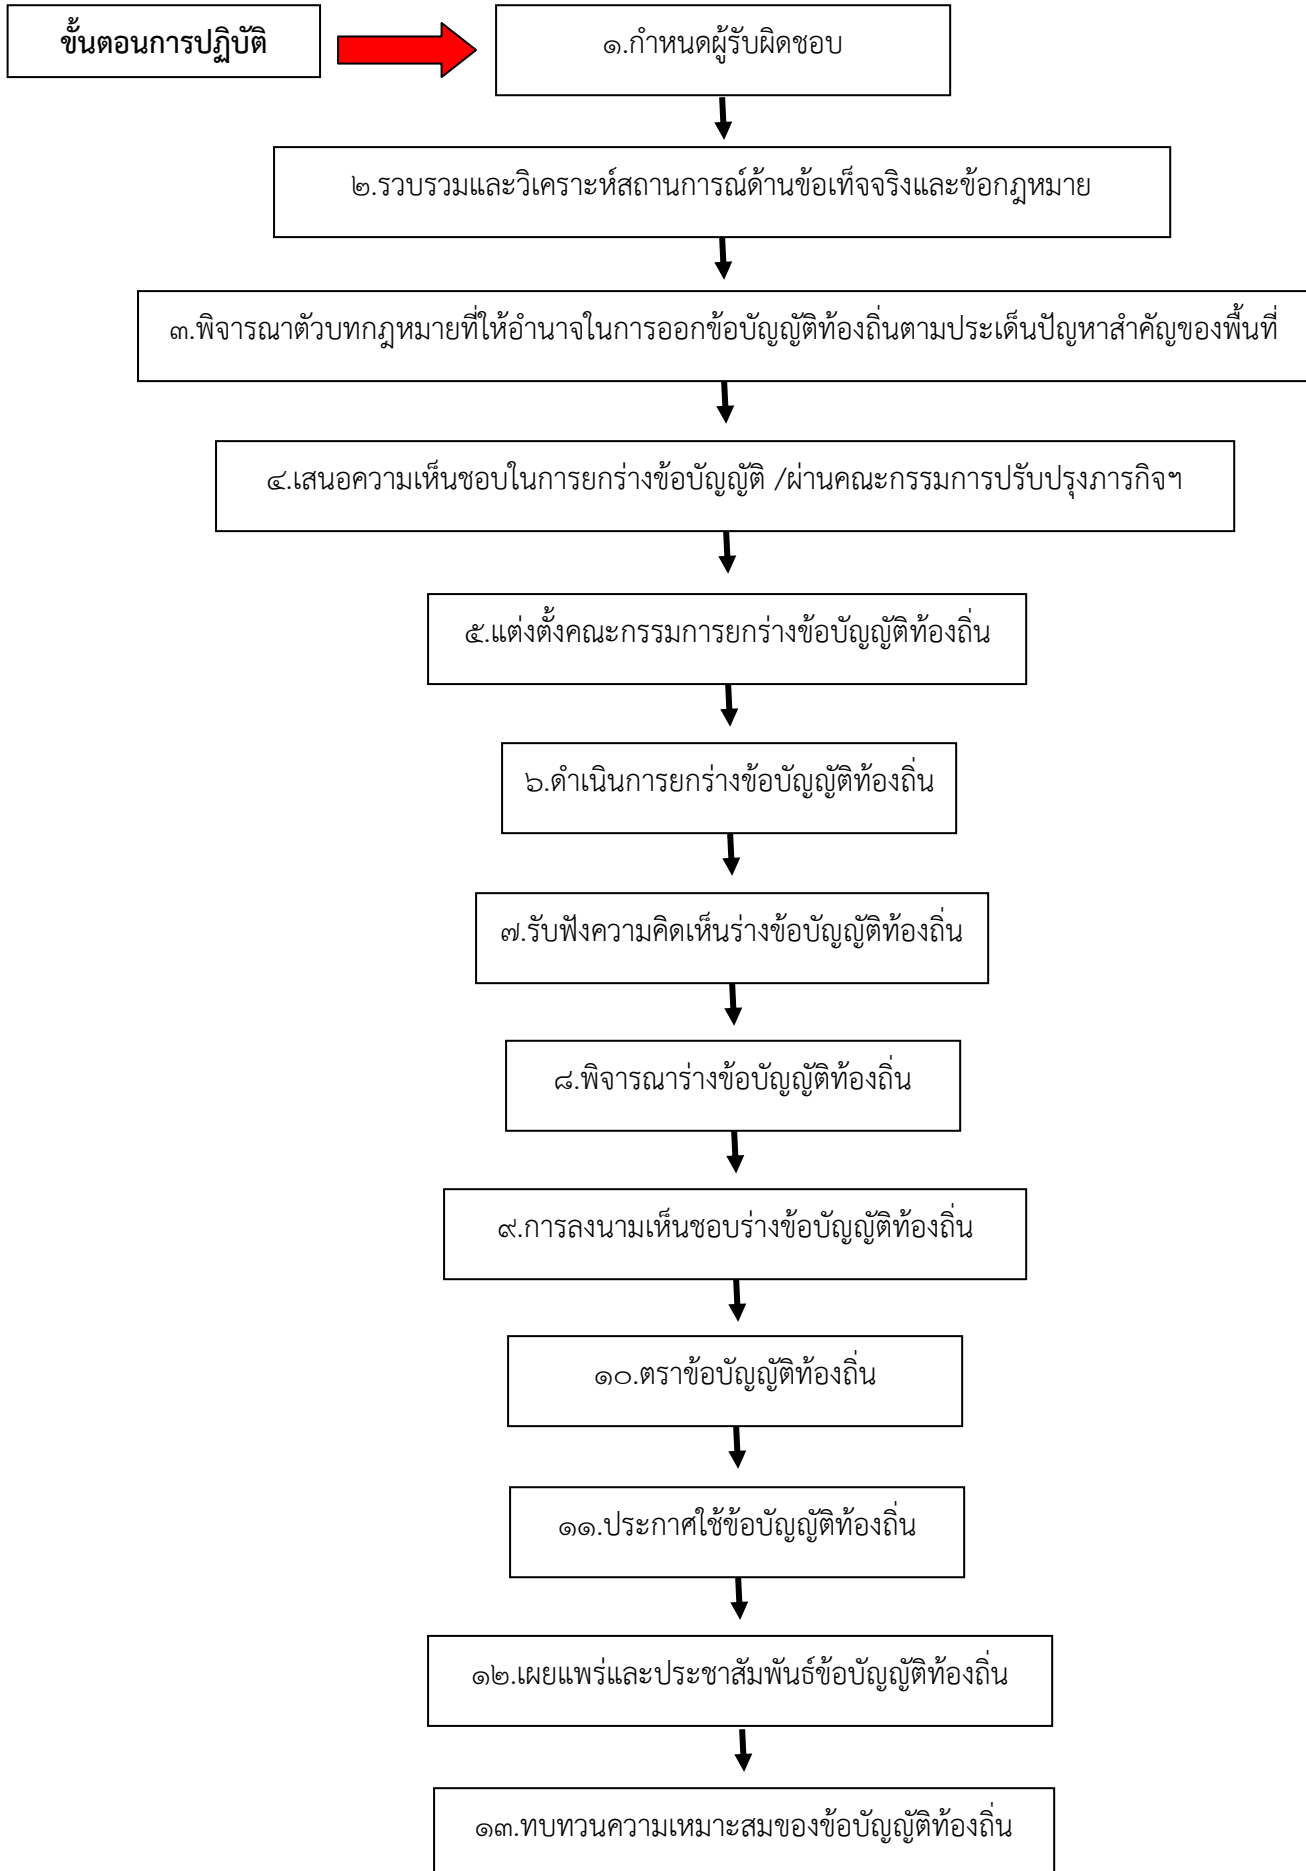 ขั้นตอนการปฏิบัติ
๑.กำหนดผู้รับผิดชอบ
๒.รวบรวมและวิเคราะห์สถานการณ์ด้านข้อเท็จจริงและข้อกฎหมาย
๓.พิจารณาตัวบทกฎหมายที่ให้อำนาจในการออกข้อบัญญัติท้องถิ่นตามประเด็นปัญหาสำคัญของพื้นที่
๔.เสนอความเห็นชอบในการยกร่างข้อบัญญัติ /ผ่านคณะกรรมการปรับปรุงภารกิจฯ
๕.แต่งตั้งคณะกรรมการยกร่างข้อบัญญัติท้องถิ่น
๖.ดำเนินการยกร่างข้อบัญญัติท้องถิ่น
๗.รับฟังความคิดเห็นร่างข้อบัญญัติท้องถิ่น
๘.พิจารณาร่างข้อบัญญัติท้องถิ่น
๙.การลงนามเห็นชอบร่างข้อบัญญัติท้องถิ่น
๑๐.ตราข้อบัญญัติท้องถิ่น
๑๑.ประกาศใช้ข้อบัญญัติท้องถิ่น
๑๒.เผยแพร่และประชาสัมพันธ์ข้อบัญญัติท้องถิ่น
๑๓.ทบทวนความเหมาะสมของข้อบัญญัติท้องถิ่น